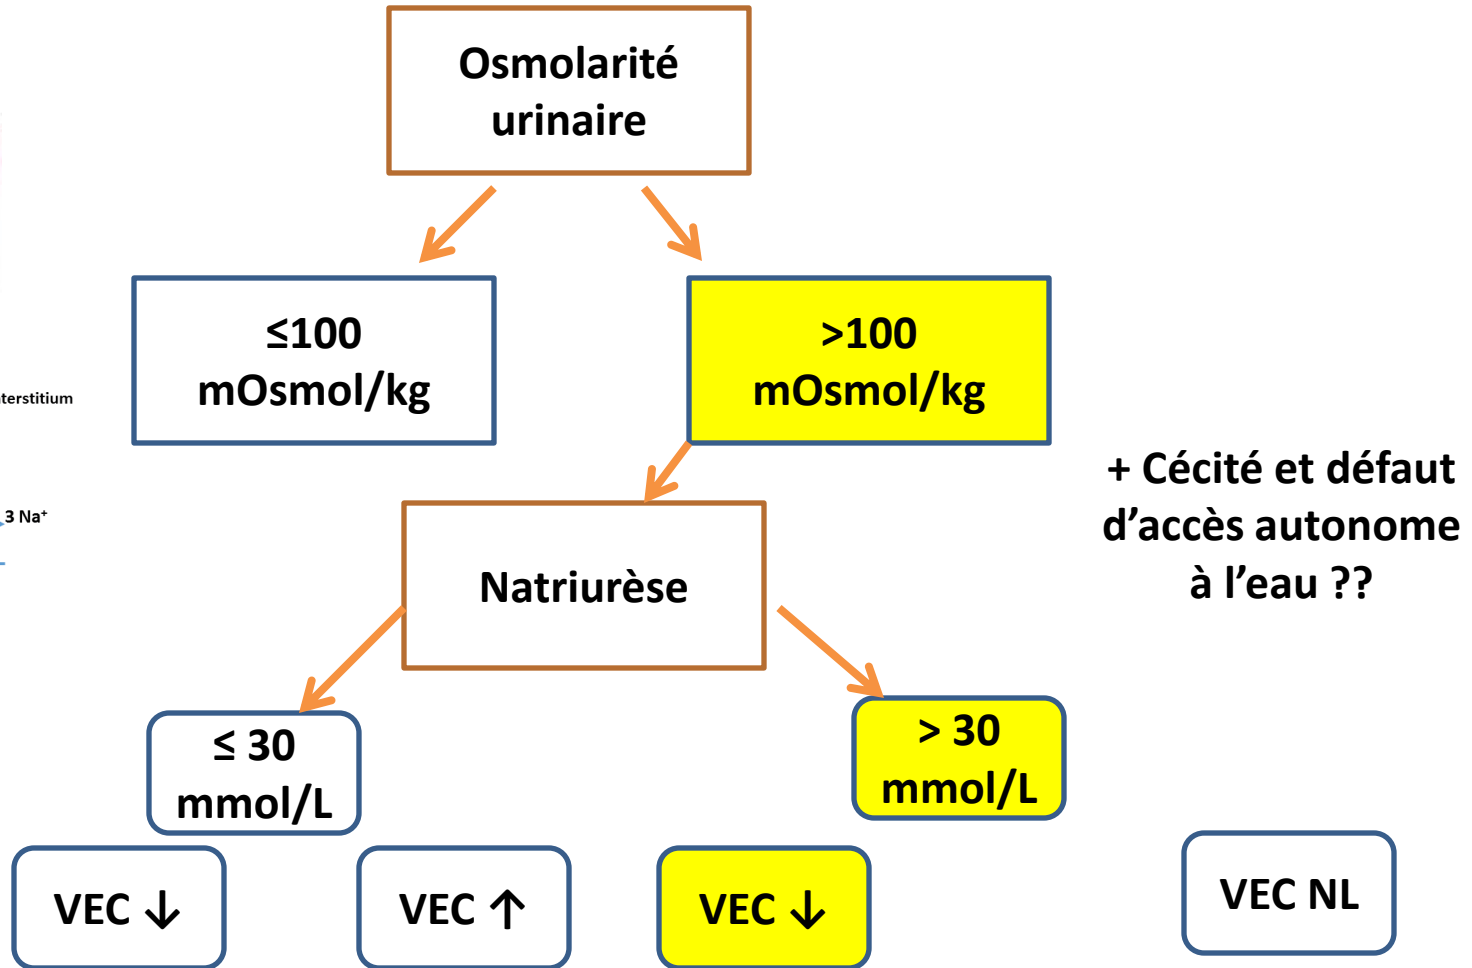 Osmolarité
urinaire
≤100
mOsmol/kg
>100
mOsmol/kg
3 Na⁺
+ Cécité et défaut
d’accès autonome
à l’eau ??
Natriurèse
≤ 30
mmol/L
> 30
mmol/L
VEC ↓
VEC ↑
VEC ↓
VEC NL